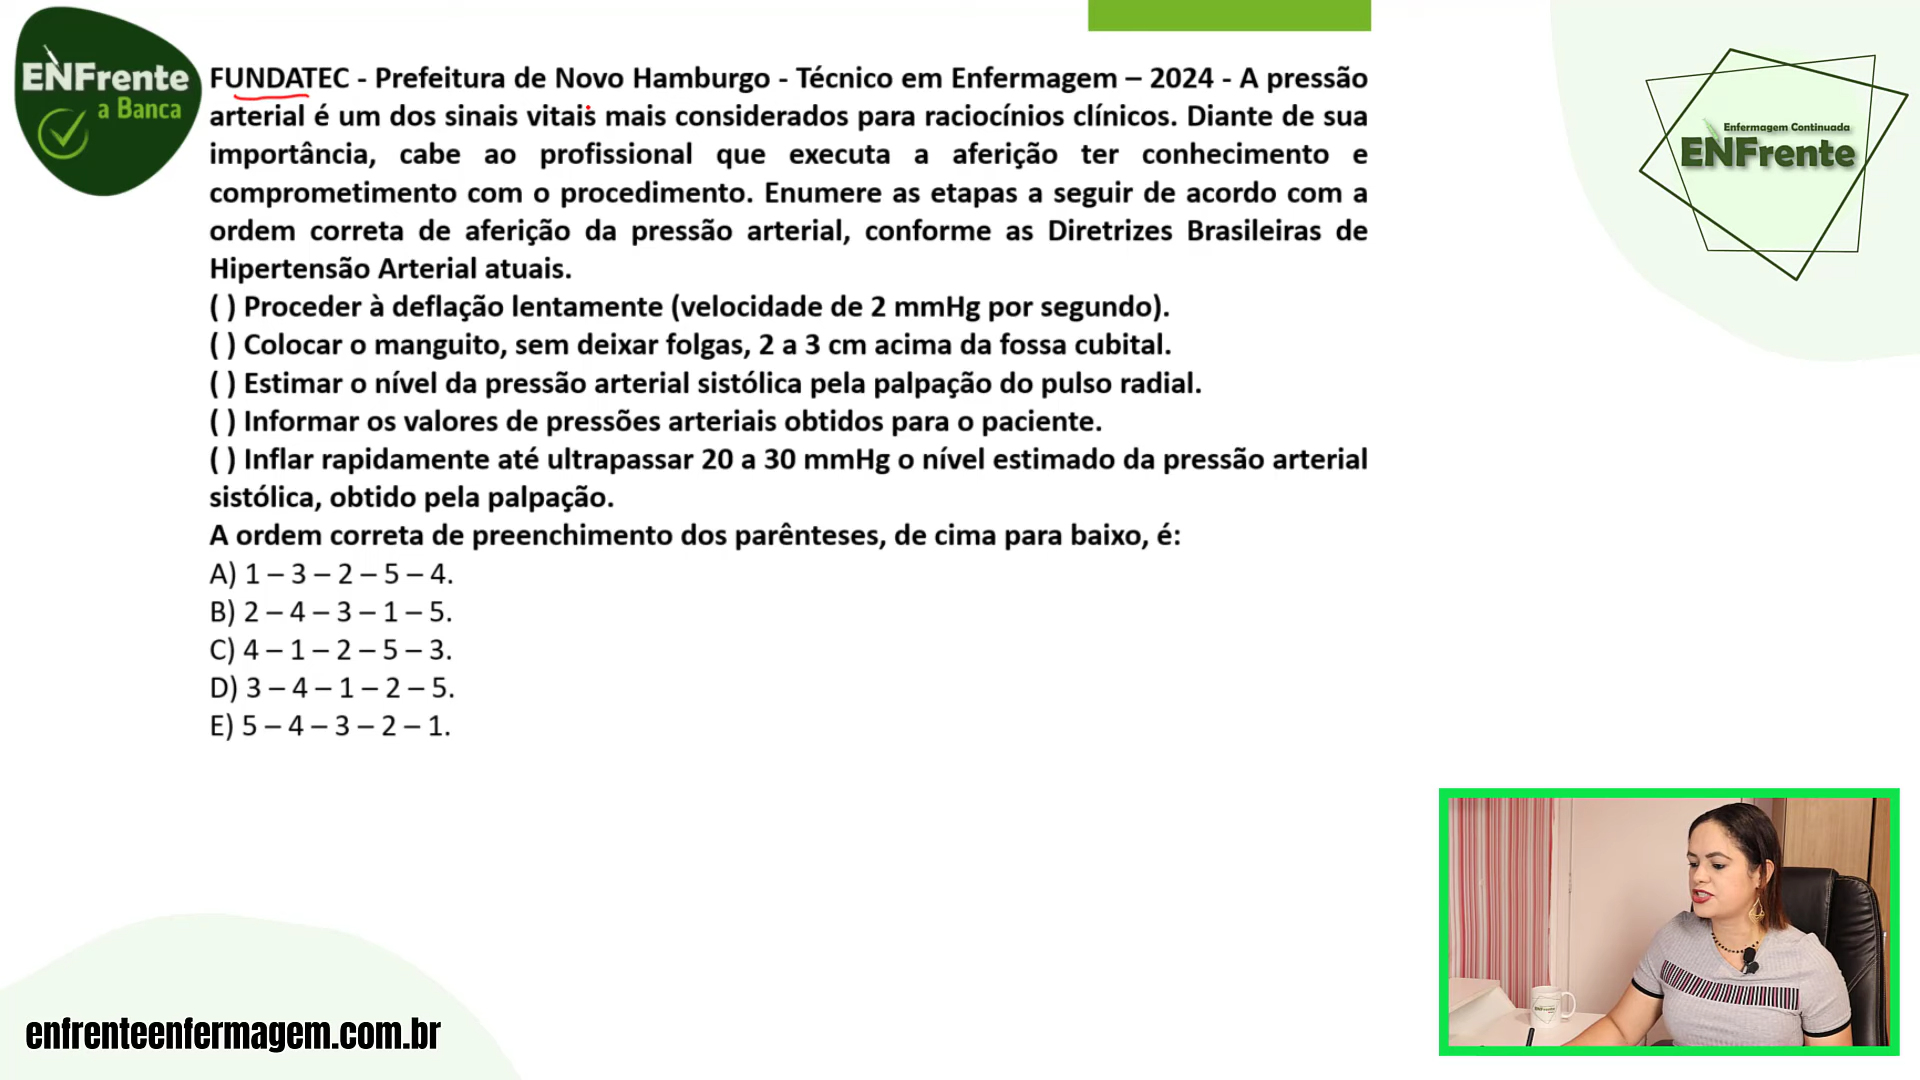 ENFrente
a Banca
FUNDATEC - Prefeitura de Novo Hamburgo - Técnico em Enfermagem – 2024 - A pressão
arterial é um dos sinais vitais mais considerados para raciocínios clínicos. Diante de sua
importância, cabe ao profissional que executa a aferição ter conhecimento e
comprometimento com o procedimento. Enumere as etapas a seguir de acordo com a
ordem correta de aferição da pressão arterial, conforme as Diretrizes Brasileiras de
Hipertensão Arterial atuais.
( ) Proceder à deflação lentamente (velocidade de 2 mmHg por segundo).
( ) Colocar o manguito, sem deixar folgas, 2 a 3 cm acima da fossa cubital.
( ) Estimar o nível da pressão arterial sistólica pela palpação do pulso radial.
( ) Informar os valores de pressões arteriais obtidos para o paciente.
( ) Inflar rapidamente até ultrapassar 20 a 30 mmHg o nível estimado da pressão arterial
sistólica, obtido pela palpação.
A ordem correta de preenchimento dos parênteses, de cima para baixo, é:
A) 1 – 3 – 2 – 5 – 4.
B) 2 – 4 – 3 – 1 – 5.
C) 4 – 1 – 2 – 5 – 3.
D) 3 – 4 – 1 – 2 – 5.
E) 5 – 4 – 3 – 2 – 1.
Enfermagem Continuada
ENFrente
enfrenteenfermagem.com.br